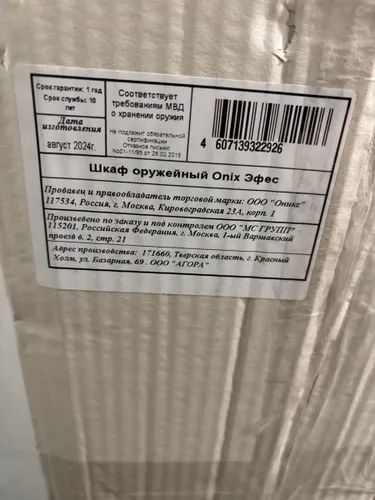 Срок гарантии: 1 год
Срок службы: 10
лет
Дата
изготовления
август 2024г.
Соответствует
требованиям МВД
о хранении оружия
Не подлежит обязательной
сертификации
Отказное письмо
№01-11/95 от 25.02.2015
4 607139322926
Шкаф оружейный Onix Эфес
Продавец и правообладатель торговой марки: ООО "Оникс"
117534, Россия, г. Москва, Кировоградская 23А, корп. 1
Произведено по заказу и под контролем ООО "МС ГРУПП"
115201, Российская Федерация, г. Москва, 1-ый Варшавский
проезд д. 2, стр. 21
Адрес производства: 171660, Тверская область, г. Красный
Холм, ул. Базарная, 69. ООО "АГОРА"